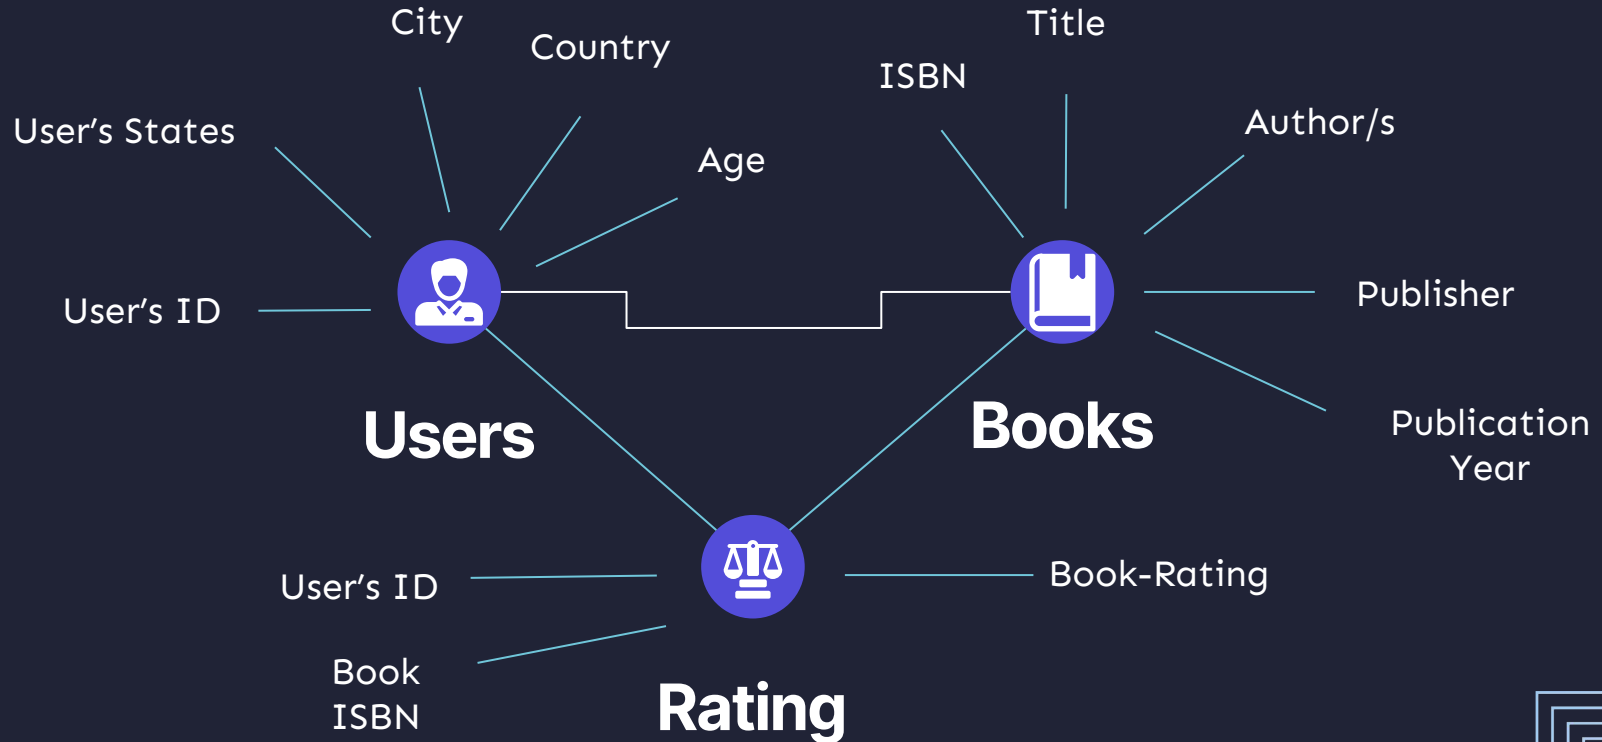 City
Country
Title
ISBN
User's States
Author/s
Age
User's ID
Publisher
Users
Books
Publication
Year
User's ID
Book-Rating
Book
ISBN
Rating